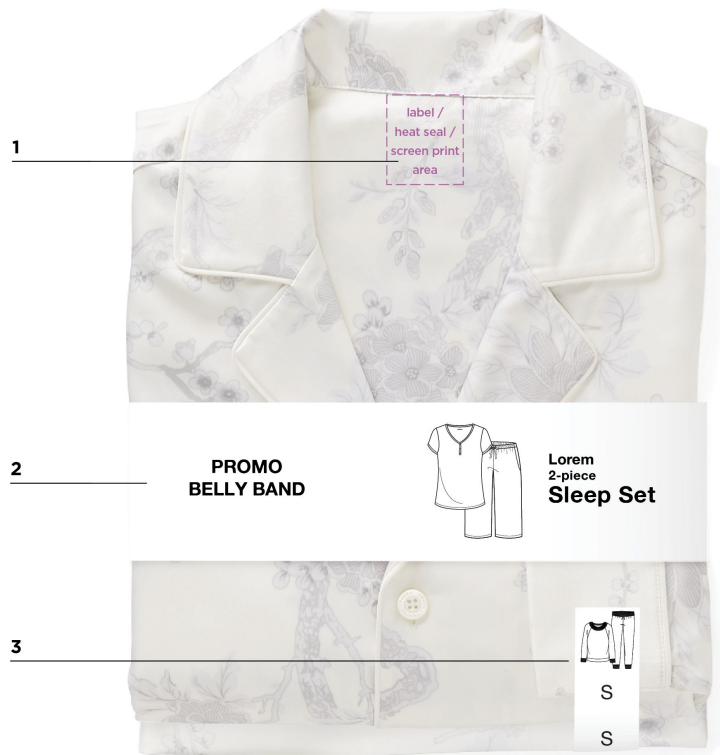 1
label /
heat seal /
screen print
area
2
PROMO
BELLY BAND
Lorem
2-piece
Sleep Set
3
S
S